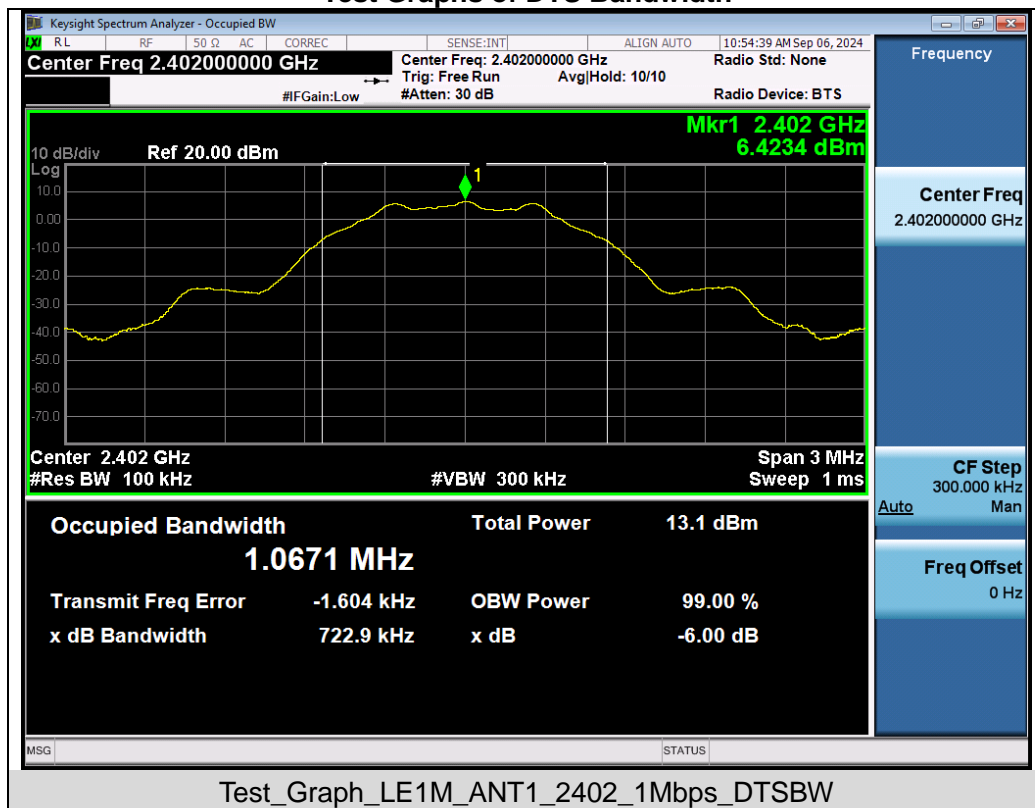 Test Graphs of DTS Bandwidth
Keysight Spectrum Analyzer - Occupied BW
LXI RL RF 50 Ω AC CORREC SENSE:INT ALIGN AUTO 10:54:39 AM Sep 06, 2024
Center Freq 2.402000000 GHz
Center Freq: 2.402000000 GHz
Radio Std: None
Trig: Free Run Avg|Hold: 10/10
#IFGain:Low
#Atten: 30 dB
Radio Device: BTS
Mkr1 2.402 GHz
6.4234 dBm
10 dB/div Ref 20.00 dBm
Log
1
10.0
0.00
-10.0
-20.0
-30.0
-40.0
-50.0
-60.0
-70.0
Center 2.402 GHz
Span 3 MHz
#Res BW 100 kHz
#VBW 300 kHz
Sweep 1 ms
Occupied Bandwidth
1.0671 MHz
Total Power 13.1 dBm
Transmit Freq Error -1.604 kHz
OBW Power 99.00 %
x dB Bandwidth 722.9 kHz
x dB -6.00 dB
MSG
STATUS
Frequency
Center Freq
2.402000000 GHz
CF Step
300.000 kHz
Auto Man
Freq Offset
0 Hz
Test_Graph_LE1M_ANT1_2402_1Mbps_DTSBW